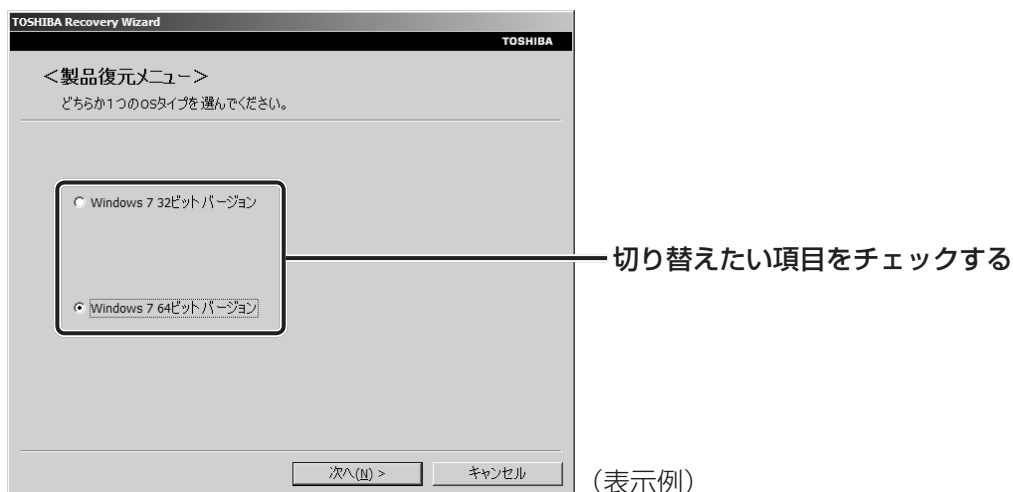 TOSHIBA Recovery Wizard
TOSHIBA
＜製品復元メニュー＞
どちらか1つのOSタイプを選んでください。
Windows 7 32ビット バージョン
切り替えたい項目をチェックする
Windows 7 64ビット バージョン
次へ(N) >
キャンセル
（表示例）